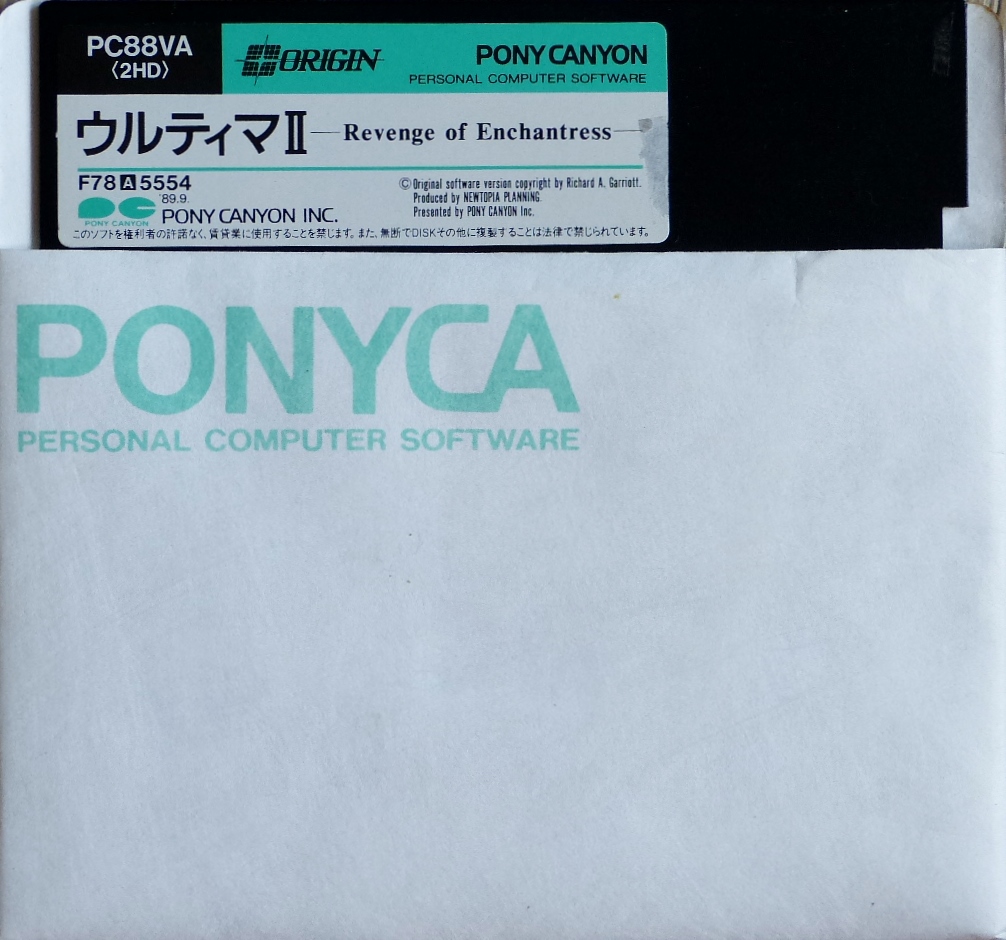 PC88VA
〈2HD〉
ORIGIN
PONY CANYON
PERSONAL COMPUTER SOFTWARE
ウルティマⅡ—Revenge of Enchantress—
F78 A 5554
'89.9.
PONY CANYON
PONY CANYON INC.
©Original software version copyright by Richard A. Garriott.
Produced by NEWTOPIA PLANNING.
Presented by PONY CANYON Inc.
このソフトを権利者の許諾なく、賃貸業に使用することを禁じます。また、無断でDISKその他に複製することは法律で禁じられています。
PONYCA
PERSONAL COMPUTER SOFTWARE